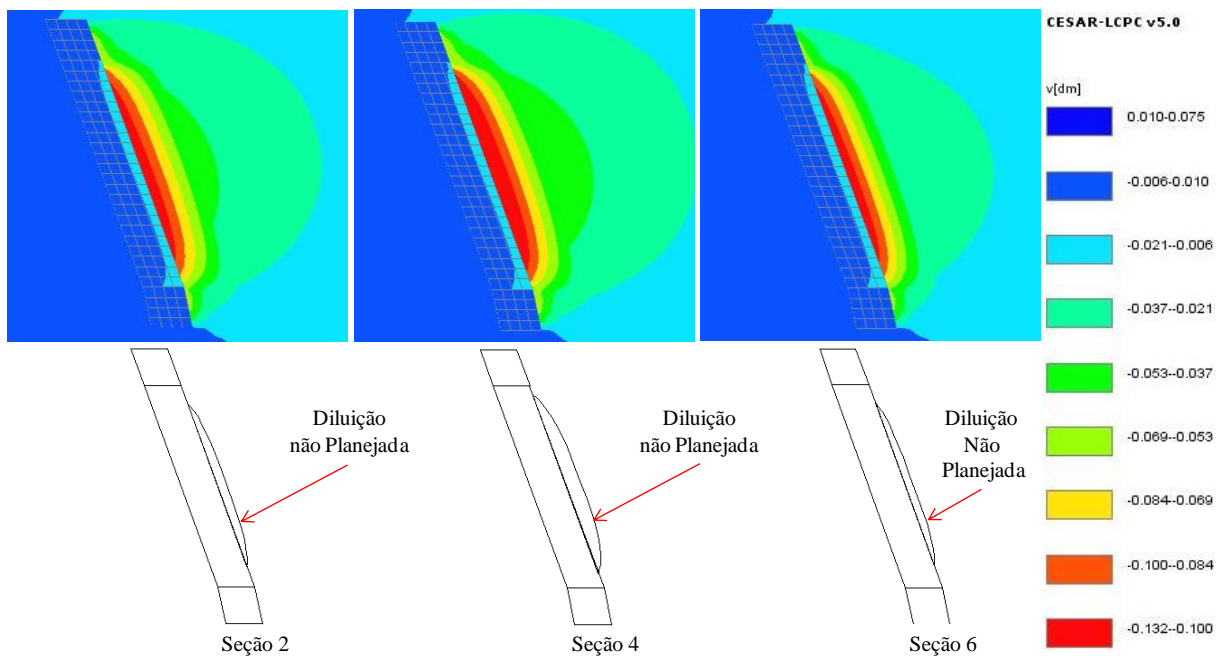 CESAR-LCPC v5.0
v[dm]
0.010-0.075
-0.006-0.010
-0.021--0.006
-0.037--0.021
-0.053--0.037
-0.069--0.053
-0.084--0.069
-0.100--0.084
-0.132--0.100
Diluição
não Planejada
Seção 2
Diluição
não Planejada
Seção 4
Diluição
Não
Planejada
Seção 6